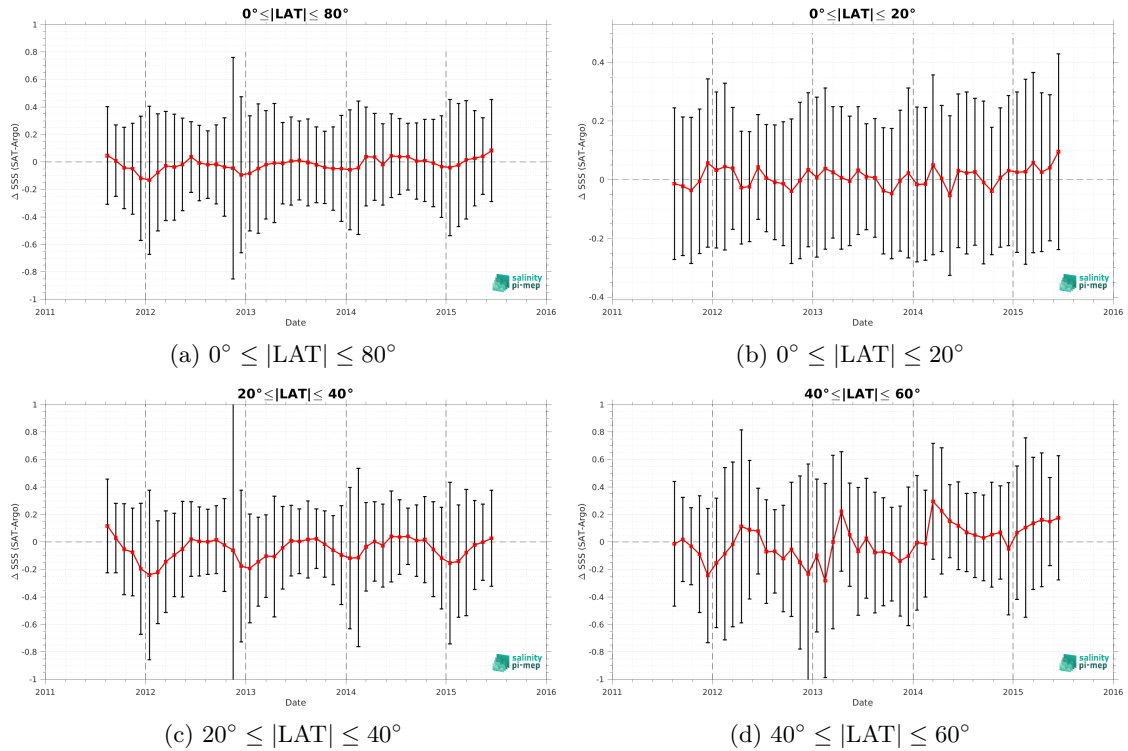 0°≤|LAT|≤ 80°
1
0.8
0.6
0.4
0.2
0
-0.2
-0.4
-0.6
-0.8
-1
Δ SSS (SAT-Argo)
2011
2012
2013
2014
2015
2016
Date
salinity
pi-mep
(a) 0° ≤ |LAT| ≤ 80°
0°≤|LAT|≤ 20°
0.4
0.2
0
-0.2
-0.4
Δ SSS (SAT-Argo)
2011
2012
2013
2014
2015
2016
Date
salinity
pi-mep
(b) 0° ≤ |LAT| ≤ 20°
20°≤|LAT|≤ 40°
1
0.8
0.6
0.4
0.2
0
-0.2
-0.4
-0.6
-0.8
-1
Δ SSS (SAT-Argo)
2011
2012
2013
2014
2015
2016
Date
salinity
pi-mep
(c) 20° ≤ |LAT| ≤ 40°
40°≤|LAT|≤ 60°
1
0.8
0.6
0.4
0.2
0
-0.2
-0.4
-0.6
-0.8
-1
Δ SSS (SAT-Argo)
2011
2012
2013
2014
2015
2016
Date
salinity
pi-mep
(d) 40° ≤ |LAT| ≤ 60°